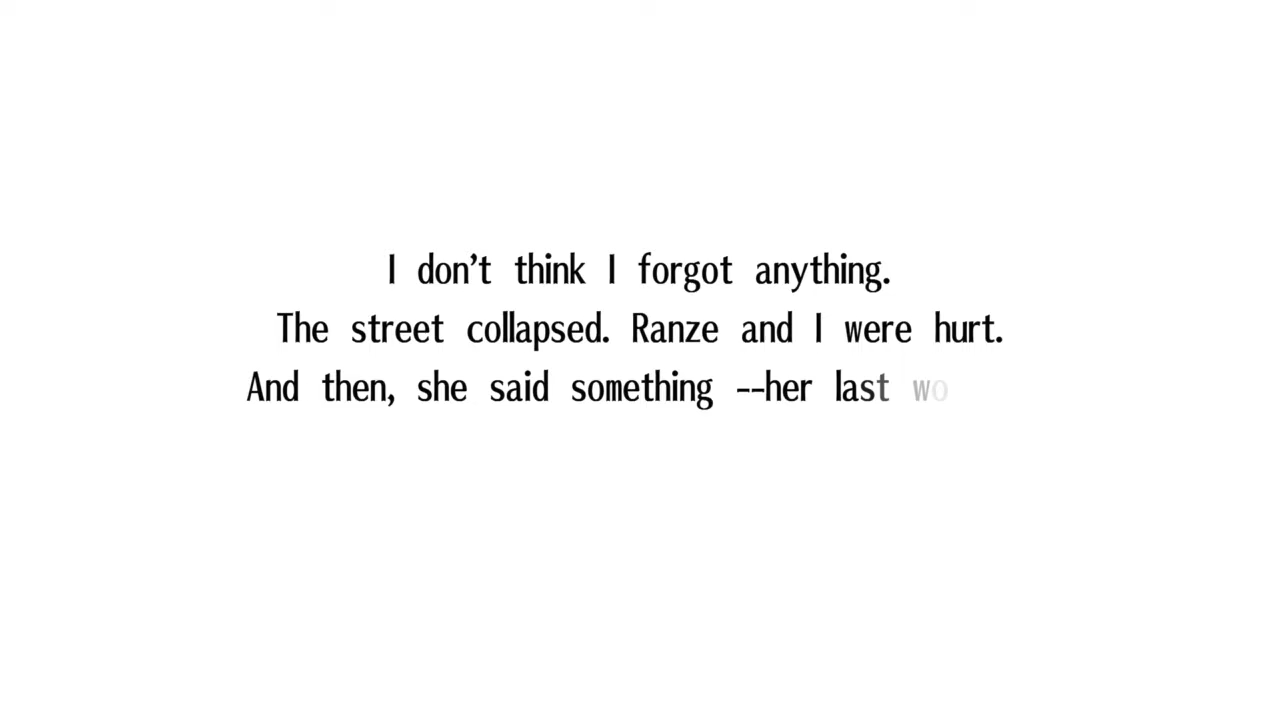 I don't think I forgot anything.
The street collapsed. Ranze and I were hurt.
And then, she said something --her last wo